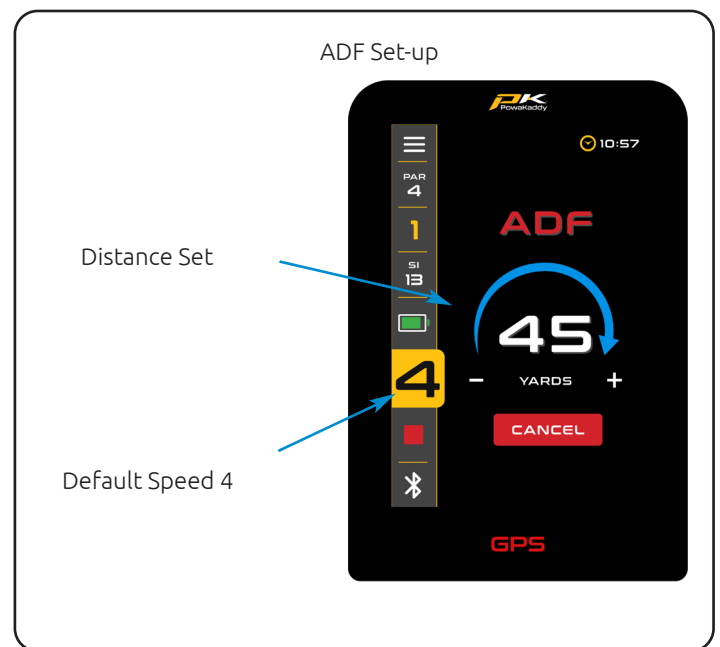 ADF Set-up
PK
PowaKaddy
10:57
PAR
4
1
SI
13
4
ADF
45
- YARDS +
CANCEL
GPS
Distance Set
Default Speed 4